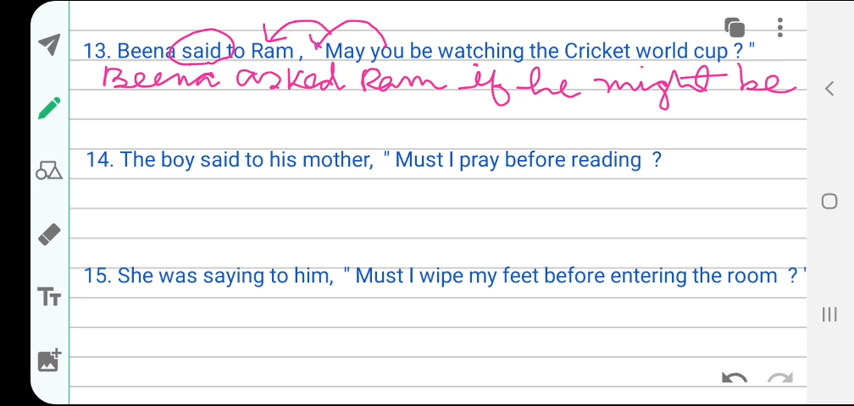 13. Beena said to Ram , " May you be watching the Cricket world cup ? "
Beena asked Ram if he might be
14. The boy said to his mother, " Must I pray before reading ?
15. She was saying to him, " Must I wipe my feet before entering the room ? '
TT